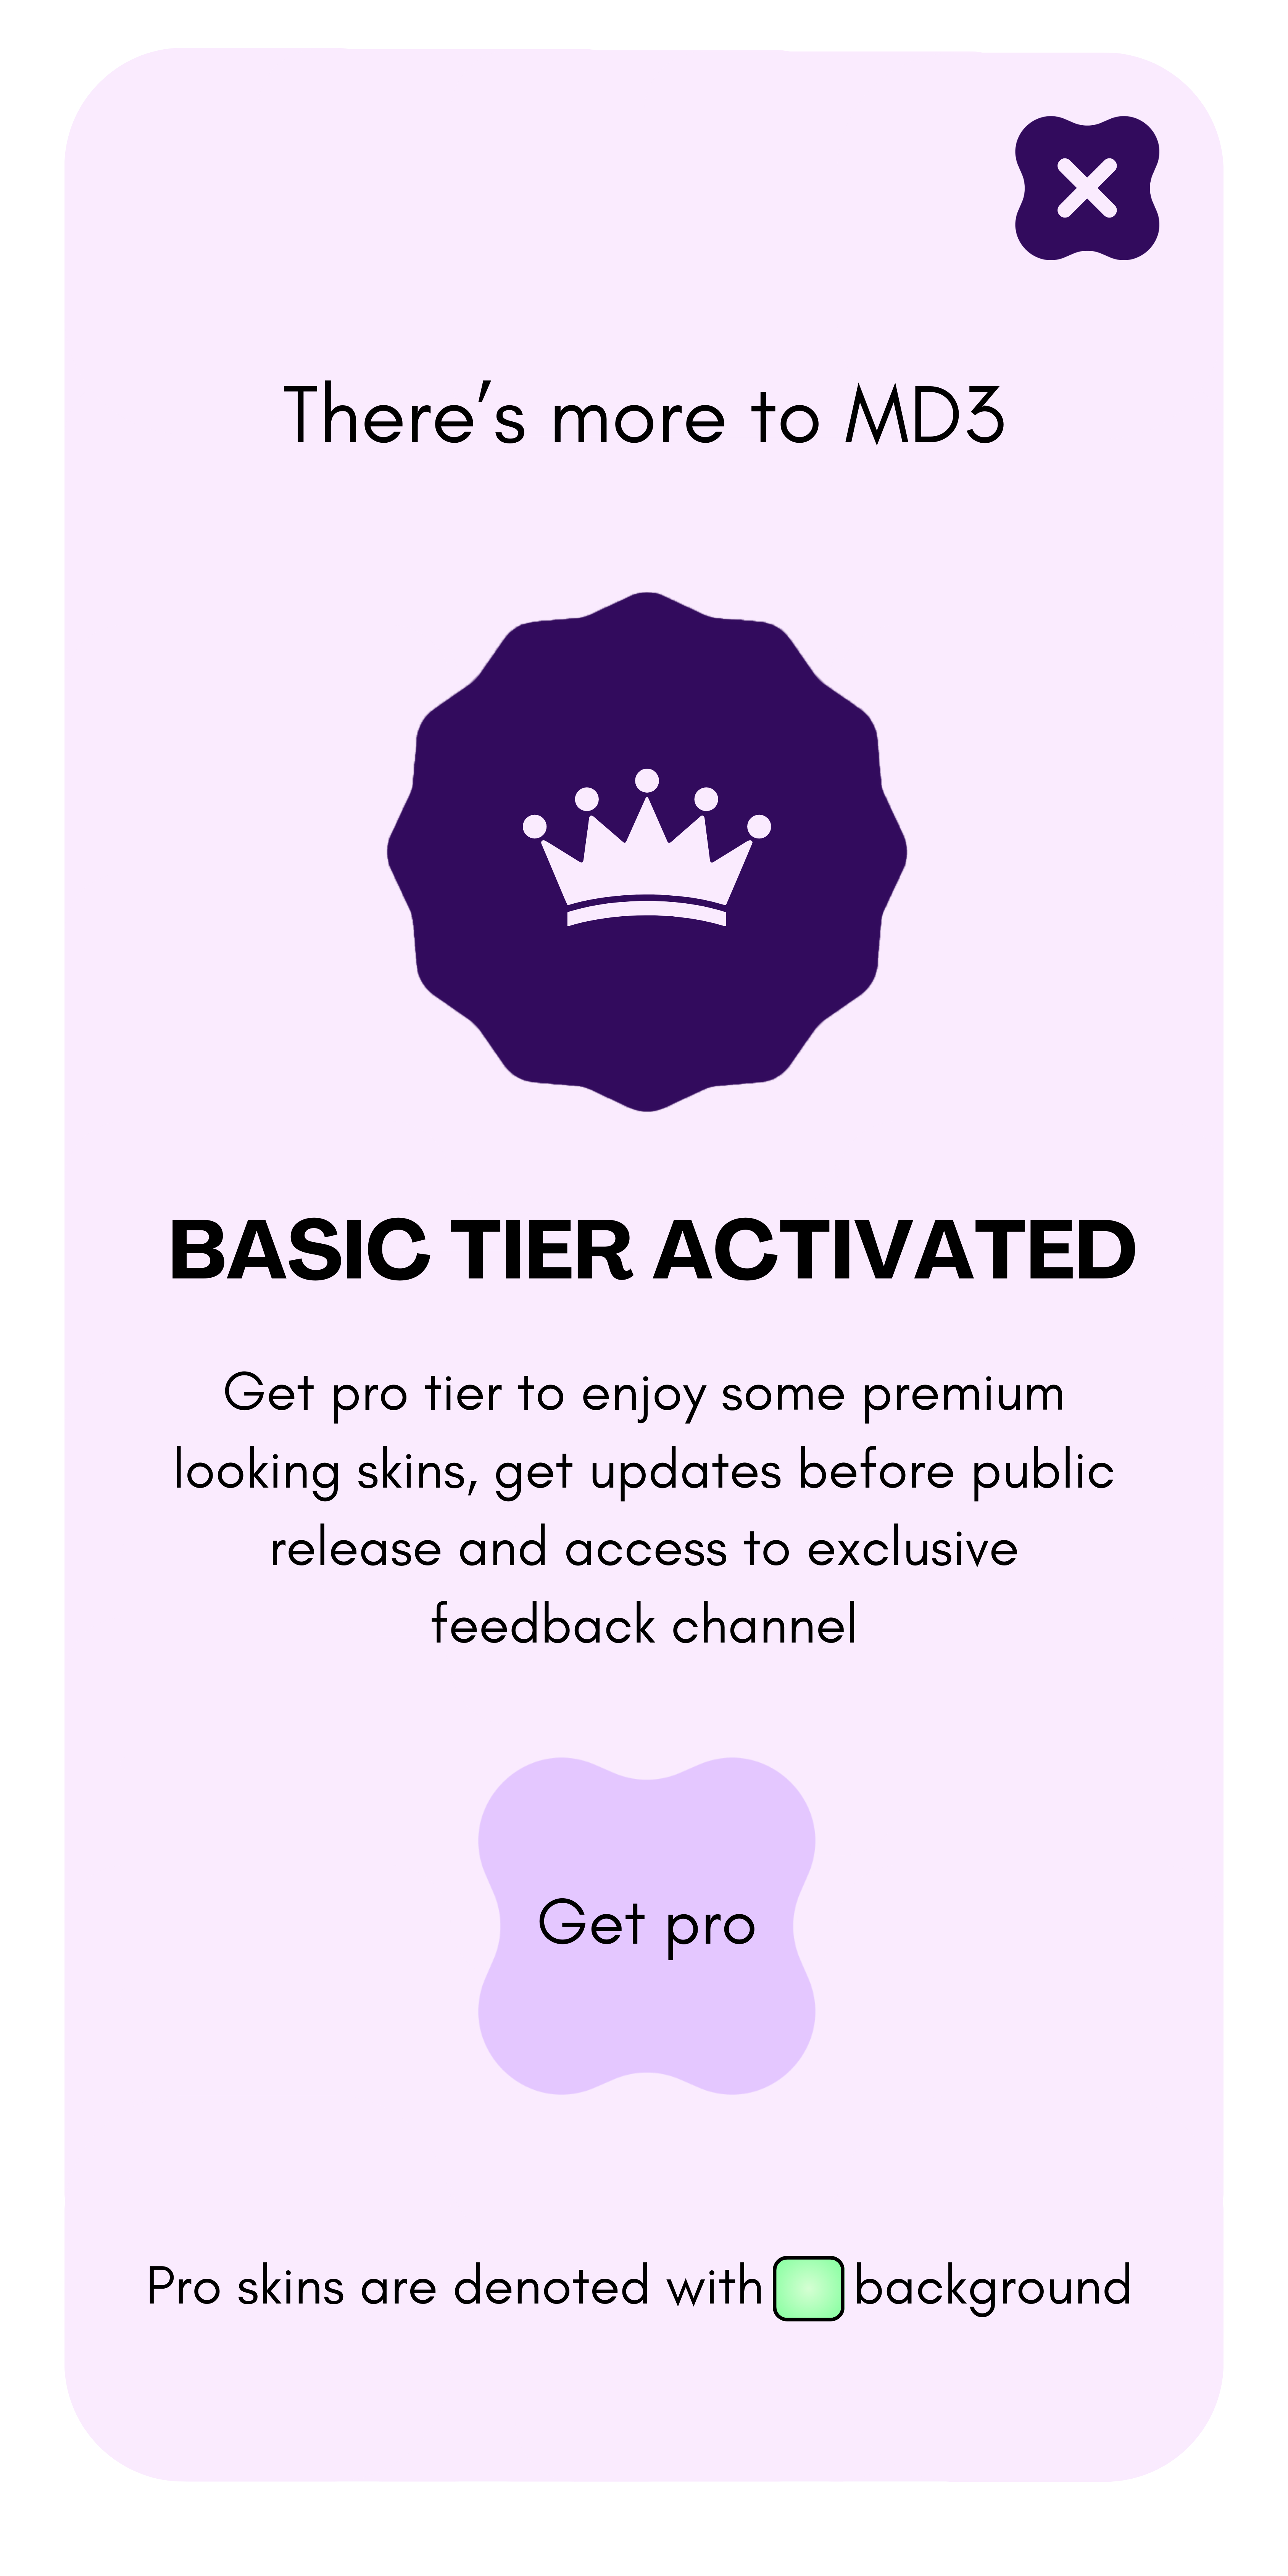 There’s more to MD3
BASIC TIER ACTIVATED
Get pro tier to enjoy some premium
looking skins, get updates before public
release and access to exclusive
feedback channel
Get pro
Pro skins are denoted with background